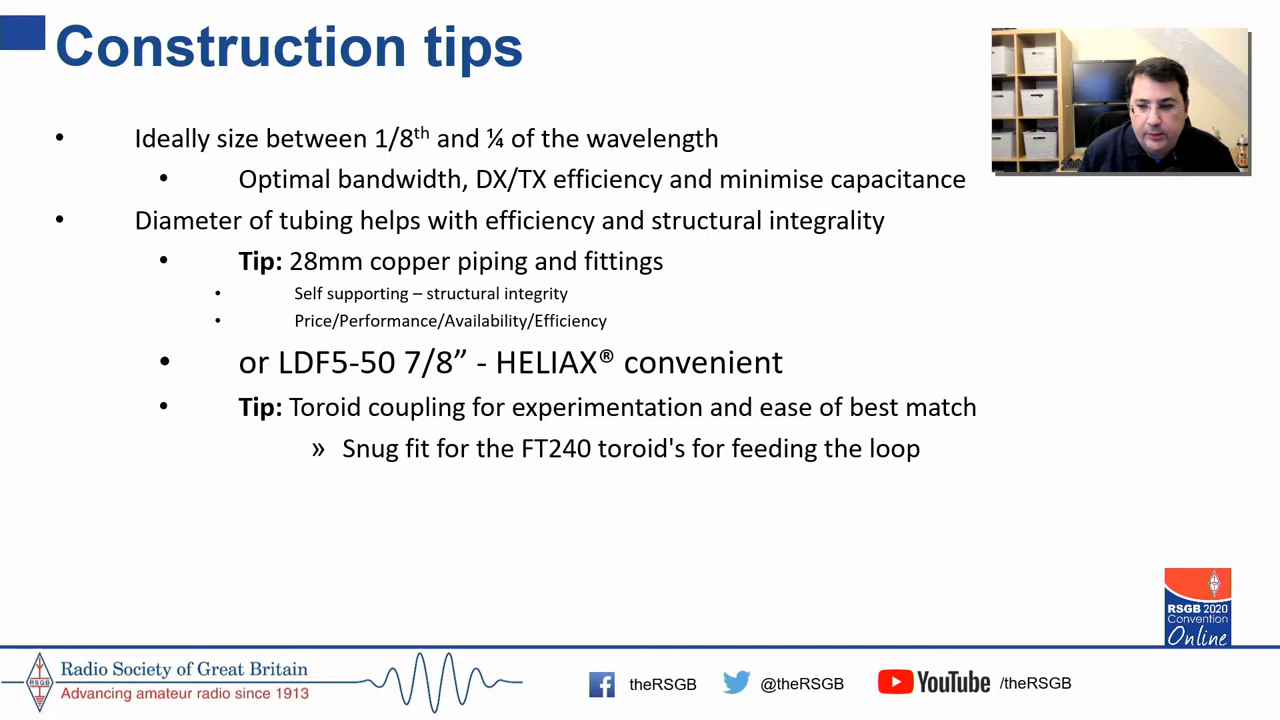 Construction tips
• Ideally size between 1/8th and ¼ of the wavelength
• Optimal bandwidth, DX/TX efficiency and minimise capacitance
• Diameter of tubing helps with efficiency and structural integrality
• Tip: 28mm copper piping and fittings
• Self supporting – structural integrity
• Price/Performance/Availability/Efficiency
• or LDF5-50 7/8” - HELIAX® convenient
• Tip: Toroid coupling for experimentation and ease of best match
» Snug fit for the FT240 toroid's for feeding the loop
RSGB 2020
Convention
Online
RSGB
Radio Society of Great Britain
Advancing amateur radio since 1913
theRSGB
@theRSGB
YouTube /theRSGB